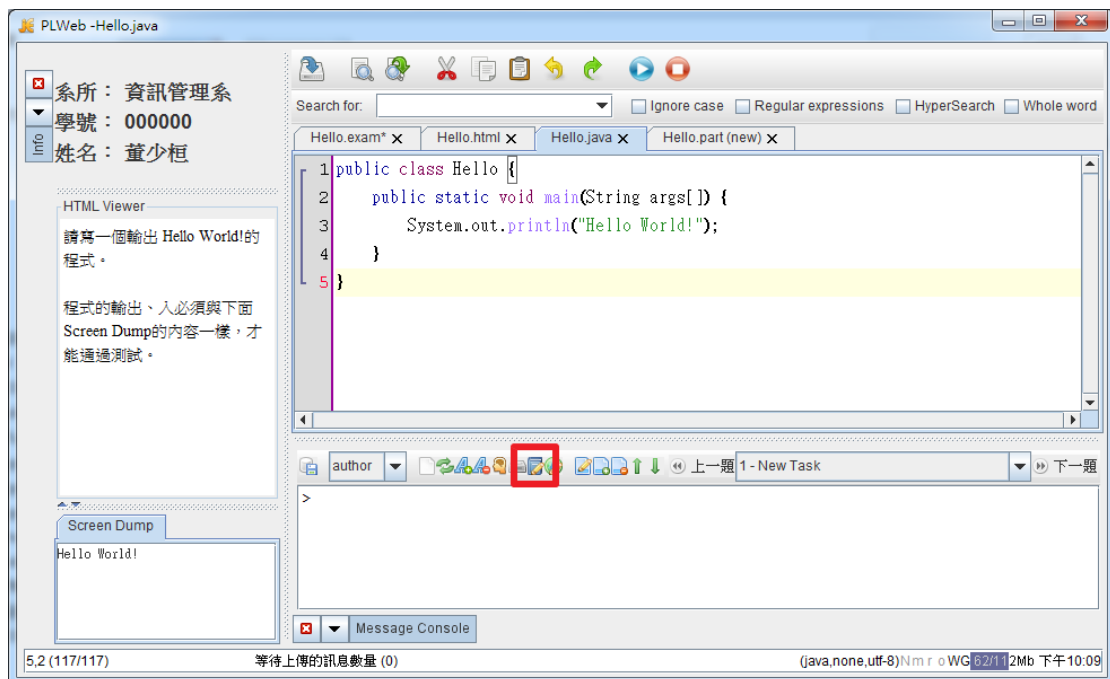 PLWeb -Hello.java
系所： 資訊管理系
學號： 000000
姓名： 董少桓
Info
HTML Viewer
請寫一個輸出 Hello World!的
程式。
程式的輸出、入必須與下面
Screen Dump的內容一樣，才
能通過測試。
Screen Dump
Hello World!
Search for:
Ignore case
Regular expressions
HyperSearch
Whole word
Hello.exam*
Hello.html
Hello.java
Hello.part (new)
1 public class Hello {
2 public static void main(String args[]) {
3 System.out.println("Hello World!");
4 }
5 }
author
上一題
1 - New Task
下一題
>
Message Console
5,2 (117/117)
等待上傳的訊息數量 (0)
(java,none,utf-8)N m r o WG 62/112Mb 下午10:09